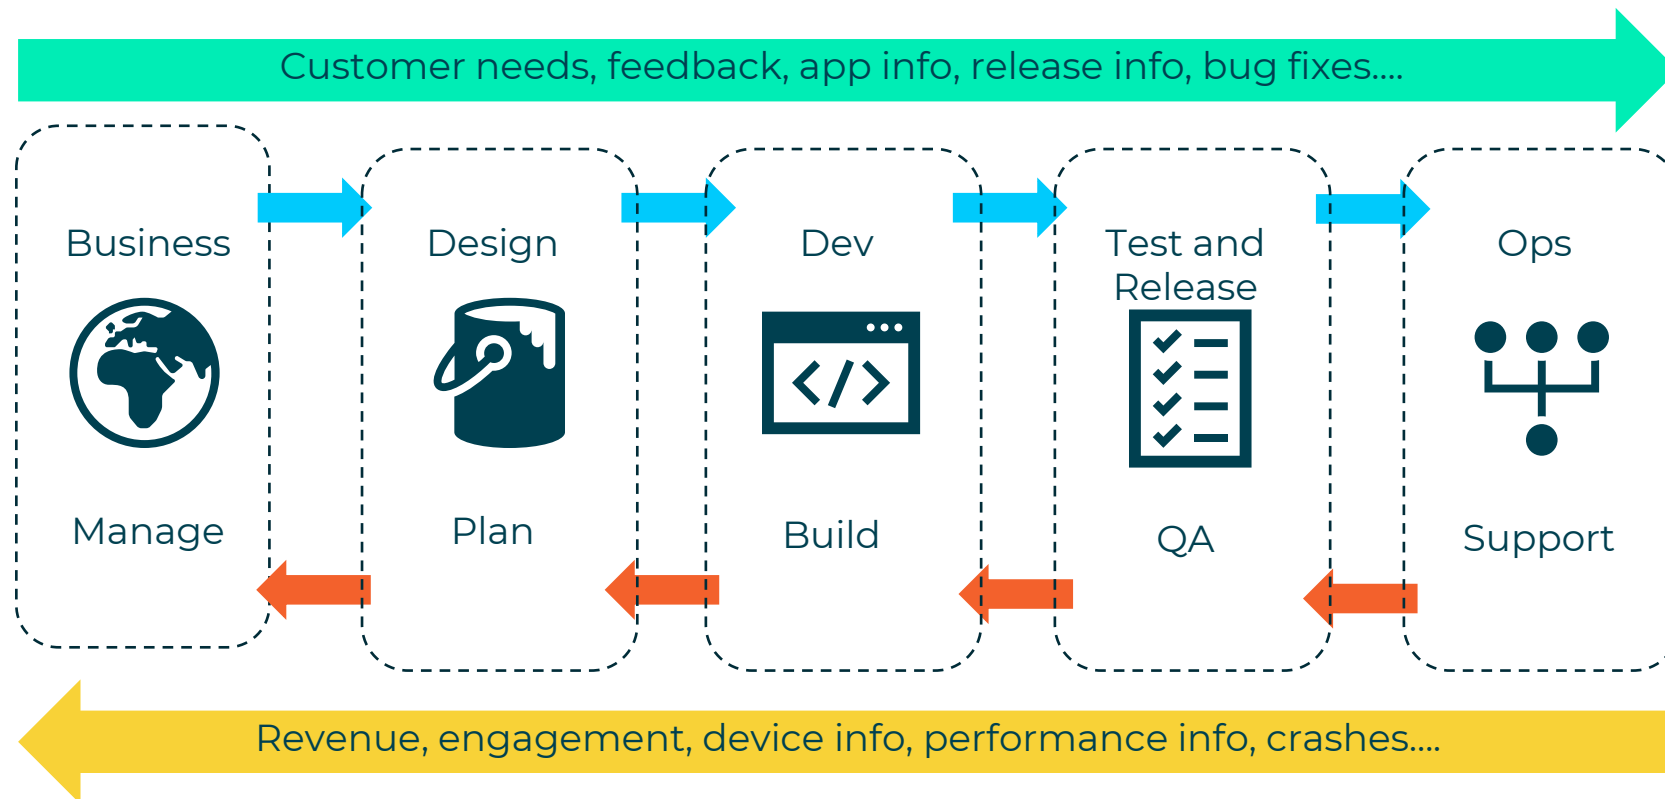 Customer needs, feedback, app info, release info, bug fixes....
Business
Manage
Design
Plan
Dev
</>
Build
Test and
Release
QA
Ops
Support
Revenue, engagement, device info, performance info, crashes....